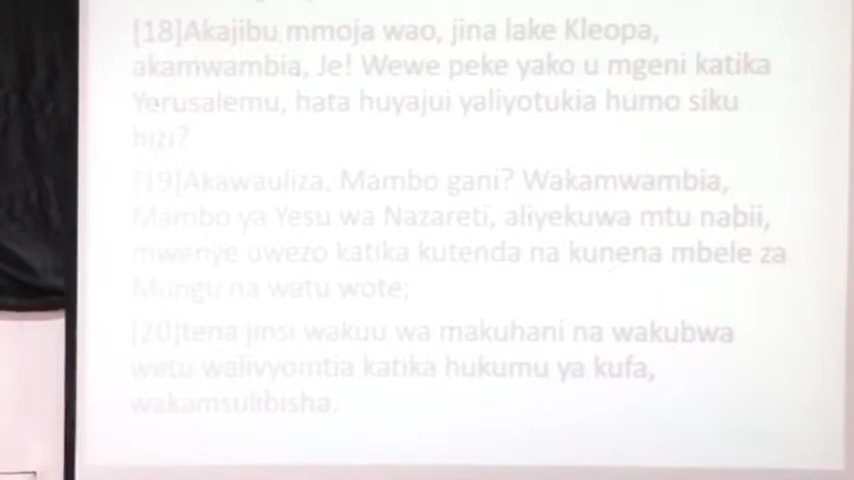 [18]Akajibu mmoja wao, jina lake Kleopa,
akamwambia, Je! Wewe peke yako u mgeni katika
Yerusalemu, hata huyajui yaliyotukia humo siku
hizi?
[19]Akawauliza, Mambo gani? Wakamwambia,
Mambo ya Yesu wa Nazareti, aliyekuwa mtu nabii,
mwenye uwezo katika kutenda na kunena mbele za
Mungu na watu wote;
[20]tena jinsi wakuu wa makuhani na wakubwa
wetu walivyomtia katika hukumu ya kufa,
wakamsulibisha.